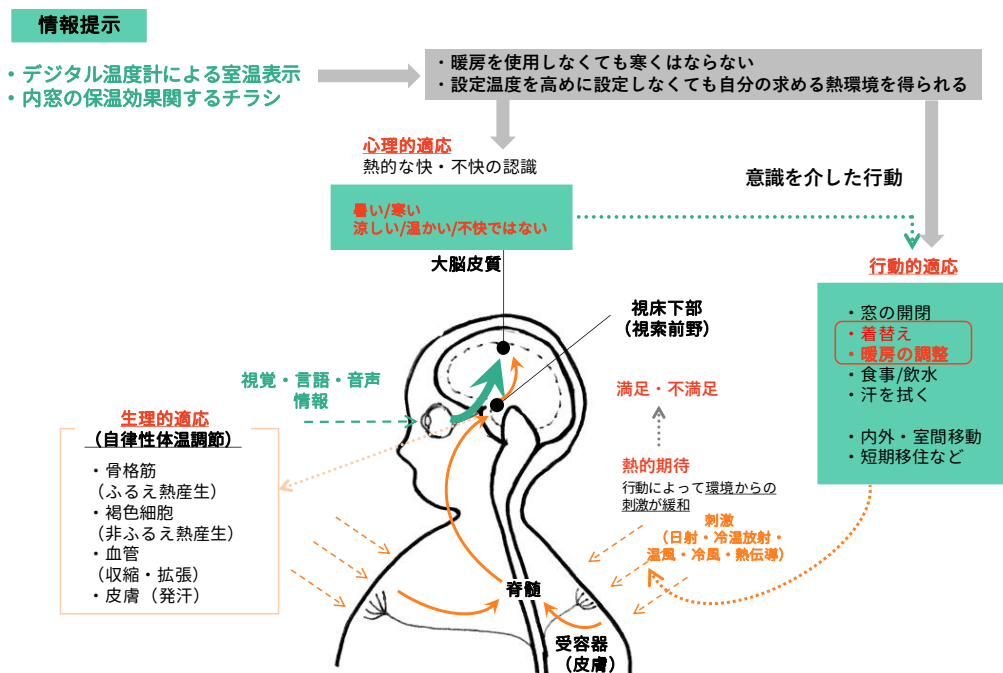 情報提示
・デジタル温度計による室温表示
・内窓の保温効果関するチラシ
・暖房を使用しなくても寒くはならない
・設定温度を高めに設定しなくても自分の求める熱環境を得られる
心理的適応
熱的な快・不快の認識
暑い/寒い
涼しい/温かい/不快ではない
大脳皮質
意識を介した行動
行動的適応
・窓の開閉
・着替え
・暖房の調整
・食事/飲水
・汗を拭く
・内外・室間移動
・短期移住など
視床下部
（視索前野）
視覚・言語・音声
情報
満足・不満足
熱的期待
行動によって環境からの
刺激が緩和
刺激
（日射・冷温放射・
温風・冷風・熱伝導）
生理的適応
（自律性体温調節）
・骨格筋
（ふるえ熱産生）
・褐色細胞
（非ふるえ熱産生）
・血管
（収縮・拡張）
・皮膚（発汗）
脊髄
受容器
（皮膚）